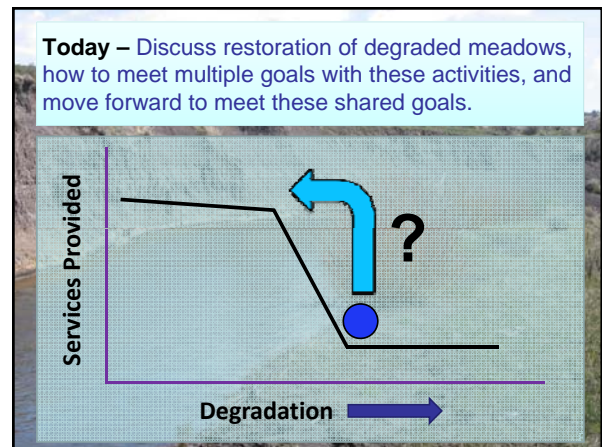 Today – Discuss restoration of degraded meadows,
how to meet multiple goals with these activities, and
move forward to meet these shared goals.
Services Provided
?
Degradation